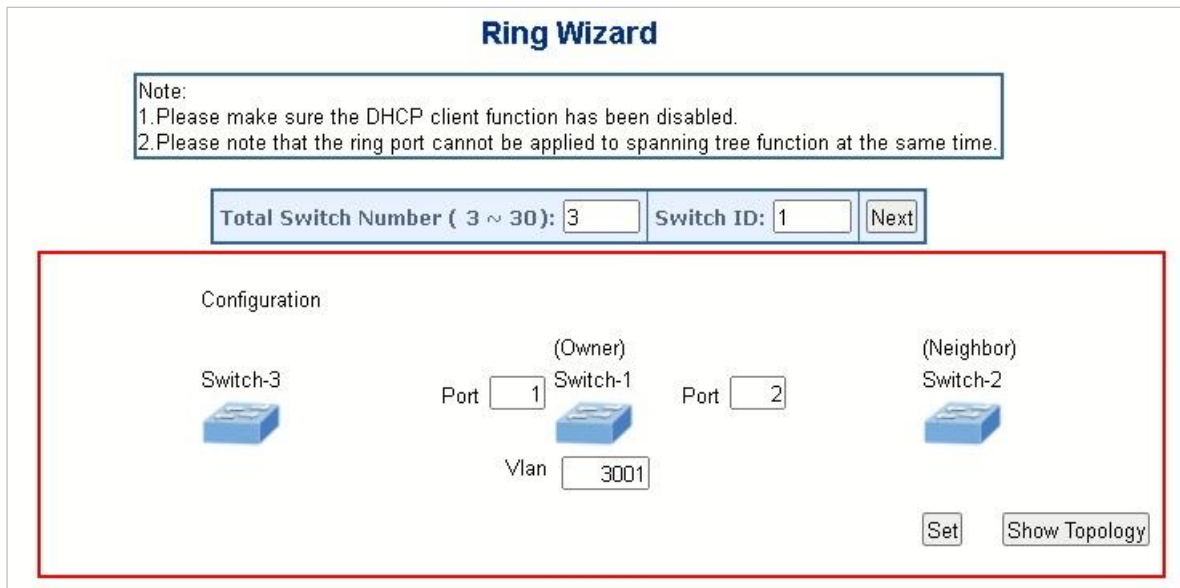 Ring Wizard
Note:
1.Please make sure the DHCP client function has been disabled.
2.Please note that the ring port cannot be applied to spanning tree function at the same time.
Total Switch Number ( 3 ~ 30): 3 Switch ID: 1 Next
Configuration
(Owner) (Neighbor)
Switch-3 Port 1 Switch-1 Port 2 Switch-2
Vlan 3001
Set Show Topology